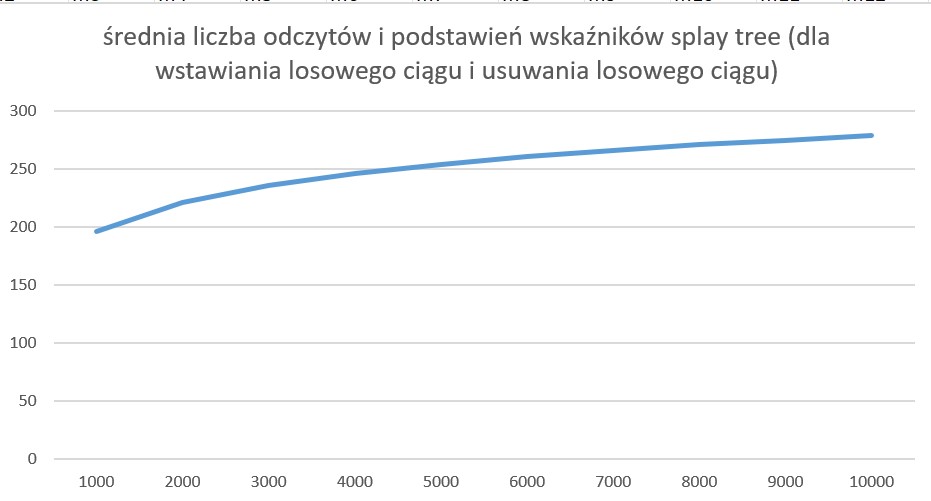 średnia liczba odczytów i podstawień wskaźników splay tree (dla
wstawiania losowego ciągu i usuwania losowego ciągu)
300
250
200
150
100
50
0
1000 2000 3000 4000 5000 6000 7000 8000 9000 10000